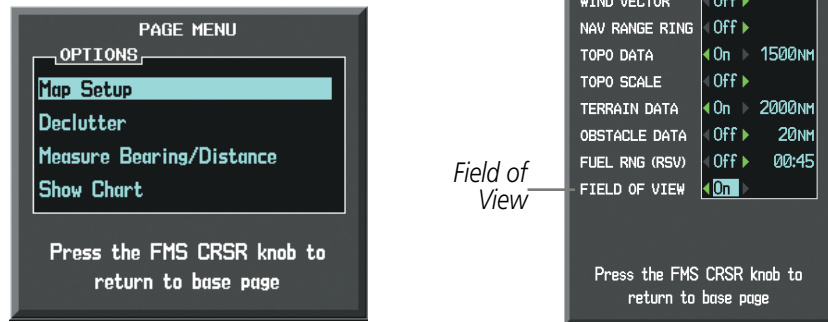 PAGE MENU
OPTIONS
Map Setup
Declutter
Measure Bearing/Distance
Show Chart
Press the FMS CRSR knob to
return to base page
Field of
View
WIND VECTOR Off
NAV RANGE RING Off
TOPO DATA On 1500NM
TOPO SCALE Off
TERRAIN DATA On 2000NM
OBSTACLE DATA Off 20NM
FUEL RNG (RSV) Off 00:45
FIELD OF VIEW On
Press the FMS CRSR knob to
return to base page